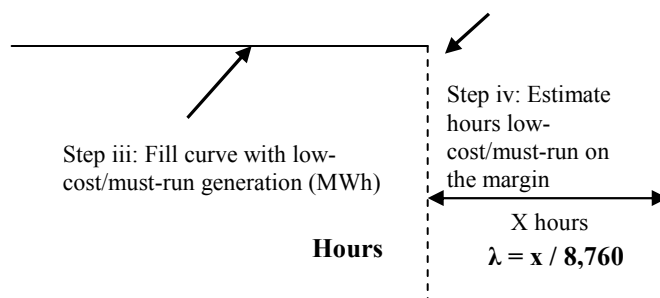 Step iv: Estimate
hours low-
cost/must-run on
the margin
Step iii: Fill curve with low-
cost/must-run generation (MWh)
X hours
Hours
λ = x / 8,760